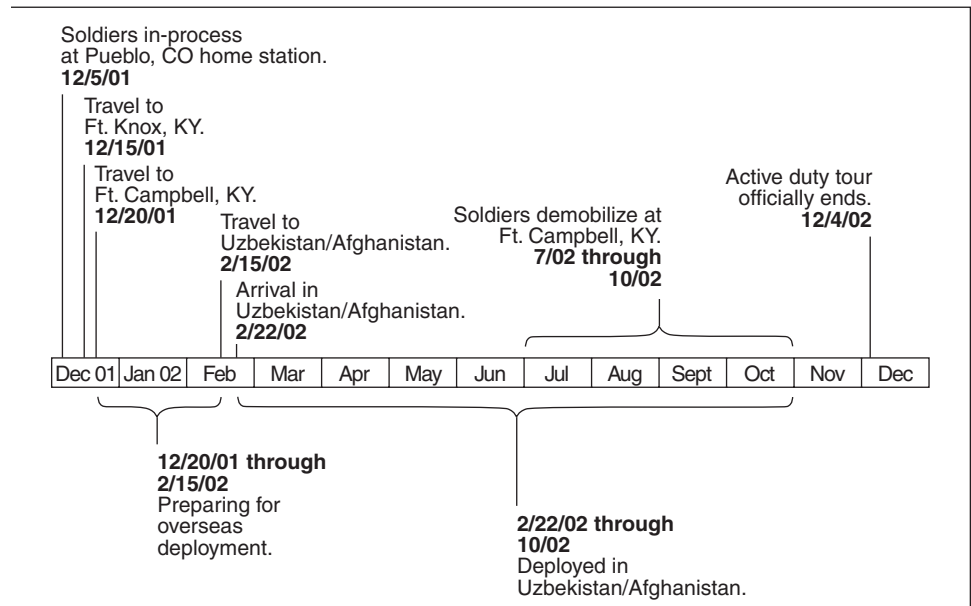 Soldiers in-process
at Pueblo, CO home station.
12/5/01
Travel to
Ft. Knox, KY.
12/15/01
Travel to
Ft. Campbell, KY.
12/20/01
Travel to
Uzbekistan/Afghanistan.
2/15/02
Arrival in
Uzbekistan/Afghanistan.
2/22/02
Soldiers demobilize at
Ft. Campbell, KY.
7/02 through
10/02
Active duty tour
officially ends.
12/4/02
Dec 01 Jan 02 Feb Mar Apr May Jun Jul Aug Sept Oct Nov Dec
12/20/01 through
2/15/02
Preparing for
overseas
deployment.
2/22/02 through
10/02
Deployed in
Uzbekistan/Afghanistan.